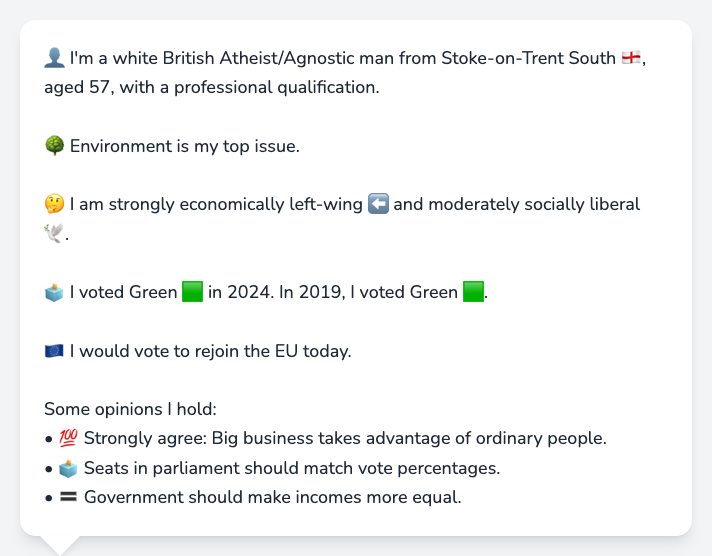 👤 I'm a white British Atheist/Agnostic man from Stoke-on-Trent South 🏴󠁧󠁢󠁥󠁮󠁧󠁿,
aged 57, with a professional qualification.
🌳 Environment is my top issue.
🤔 I am strongly economically left-wing ⬅️ and moderately socially liberal
🕊️.
🗳️ I voted Green 🟩 in 2024. In 2019, I voted Green 🟩.
🇪🇺 I would vote to rejoin the EU today.
Some opinions I hold:
• 💯 Strongly agree: Big business takes advantage of ordinary people.
• 🗳️ Seats in parliament should match vote percentages.
• 🟰 Government should make incomes more equal.